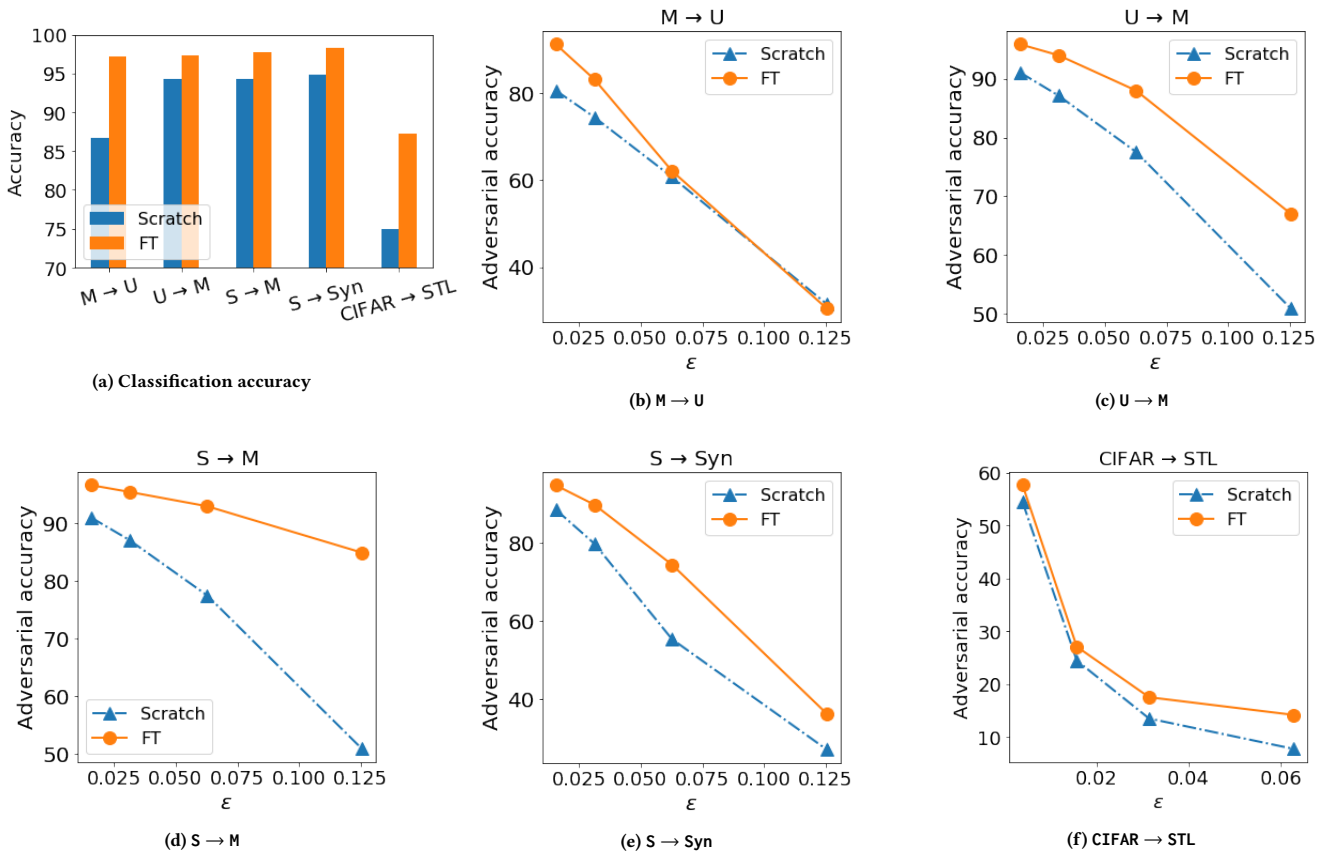 100
95
90
85
80
75
70
Accuracy
Scratch
FT
M → U
U → M
S → M
S → Syn
CIFAR → STL
(a) Classification accuracy
M → U
Adversarial accuracy
80
60
40
Scratch
FT
0.025 0.050 0.075 0.100 0.125
ε
(b) M → U
U → M
Adversarial accuracy
90
80
70
60
50
Scratch
FT
0.025 0.050 0.075 0.100 0.125
ε
(c) U → M
S → M
Adversarial accuracy
90
80
70
60
50
Scratch
FT
0.025 0.050 0.075 0.100 0.125
ε
(d) S → M
S → Syn
Adversarial accuracy
80
60
40
Scratch
FT
0.025 0.050 0.075 0.100 0.125
ε
(e) S → Syn
CIFAR → STL
Adversarial accuracy
60
50
40
30
20
10
Scratch
FT
0.02 0.04 0.06
ε
(f) CIFAR → STL